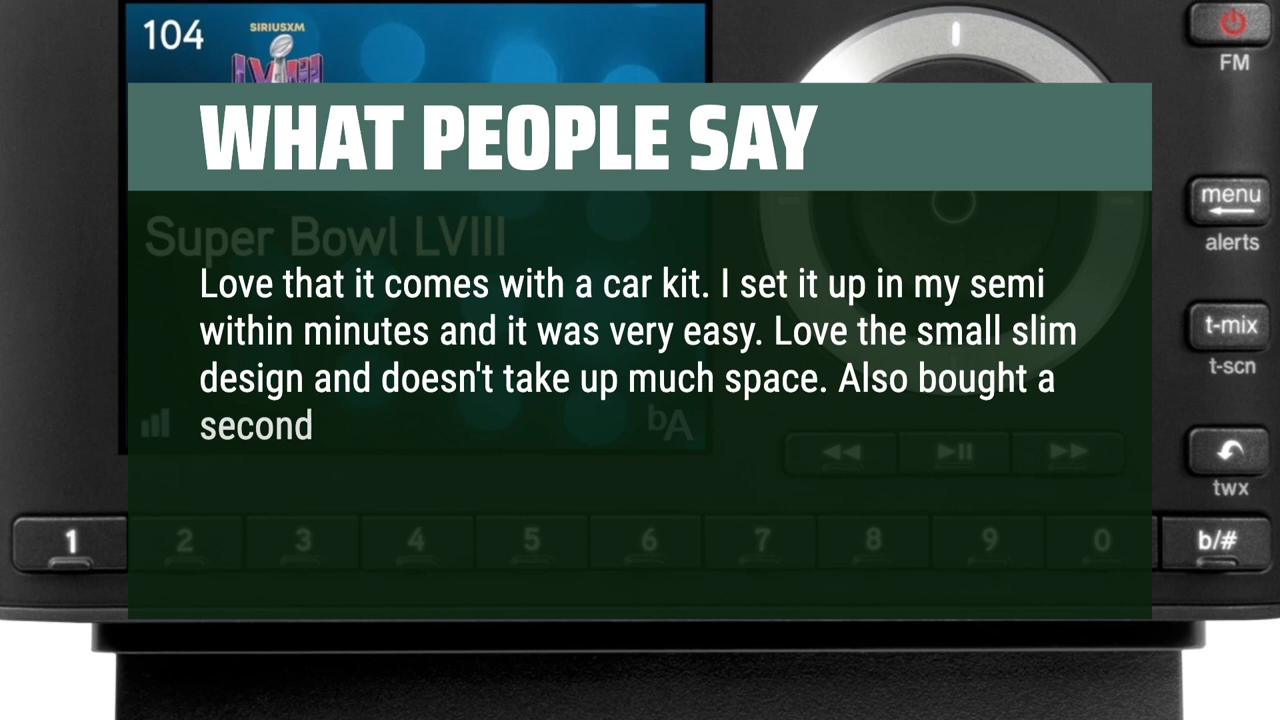 104
SIRIUSXM
LVIII
FM
WHAT PEOPLE SAY
menu
alerts
Super Bowl LVIII
Love that it comes with a car kit. I set it up in my semi
within minutes and it was very easy. Love the small slim
design and doesn't take up much space. Also bought a
second
t-mix
t-scn
bA
twx
1 2 3 4 5 6 7 8 9 0 b/#